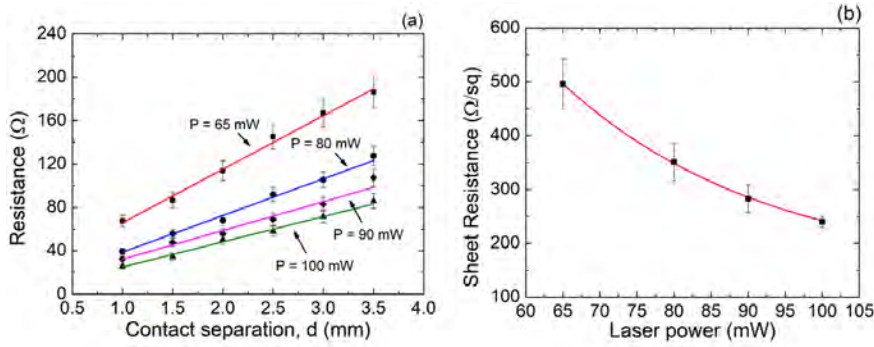 (a)
240
200
160
120
80
40
0
Resistance (Ω)
P = 65 mW
P = 80 mW
P = 90 mW
P = 100 mW
0.5 1.0 1.5 2.0 2.5 3.0 3.5 4.0
Contact separation, d (mm)
(b)
600
500
400
300
200
100
Sheet Resistance (Ω/sq)
60 65 70 75 80 85 90 95 100 105
Laser power (mW)